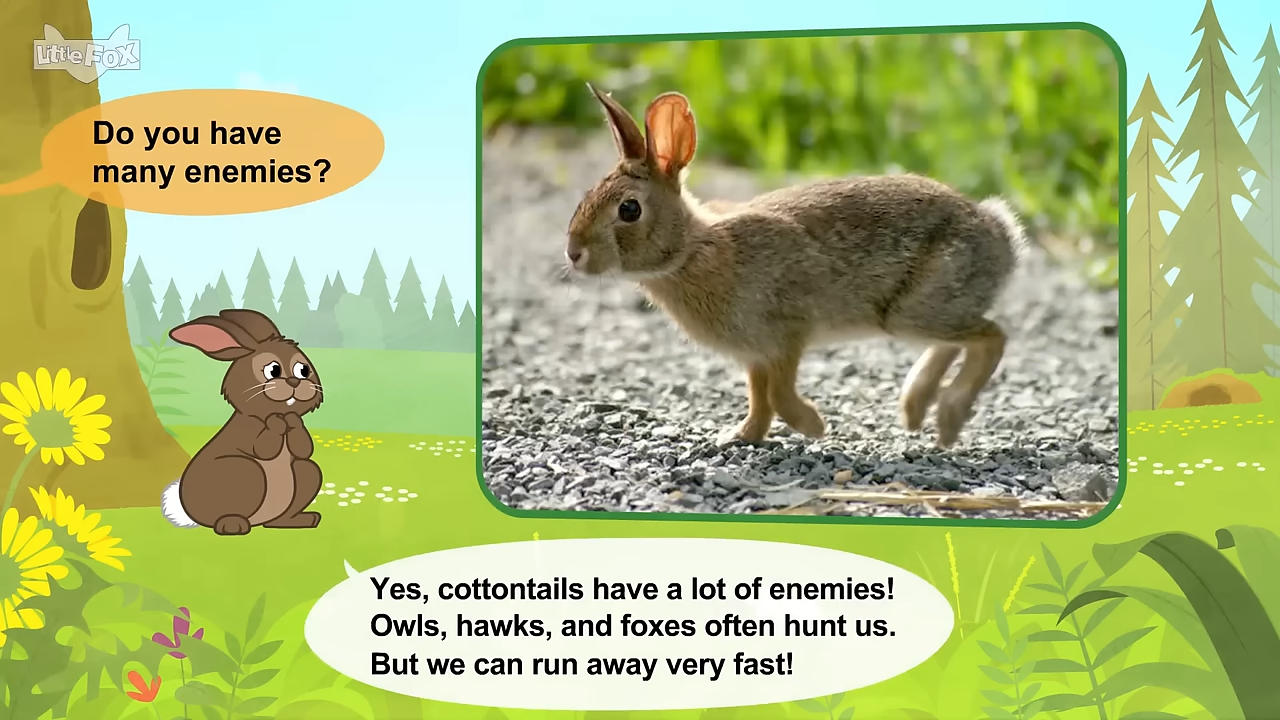 Little Fox
Do you have
many enemies?
Yes, cottontails have a lot of enemies!
Owls, hawks, and foxes often hunt us.
But we can run away very fast!